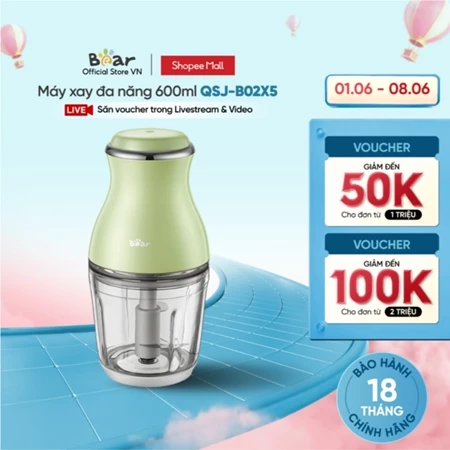 Bear
Official Store VN
Shopee Mall
Máy xay đa năng 600ml QSJ-B02X5
LIVE Săn voucher trong Livestream & Video
01.06 - 08.06
VOUCHER
GIẢM ĐẾN
50K
Cho đơn từ 1 TRIỆU
VOUCHER
GIẢM ĐẾN
100K
Cho đơn từ 2 TRIỆU
Bear
BẢO HÀNH
18
THÁNG
CHÍNH HÃNG